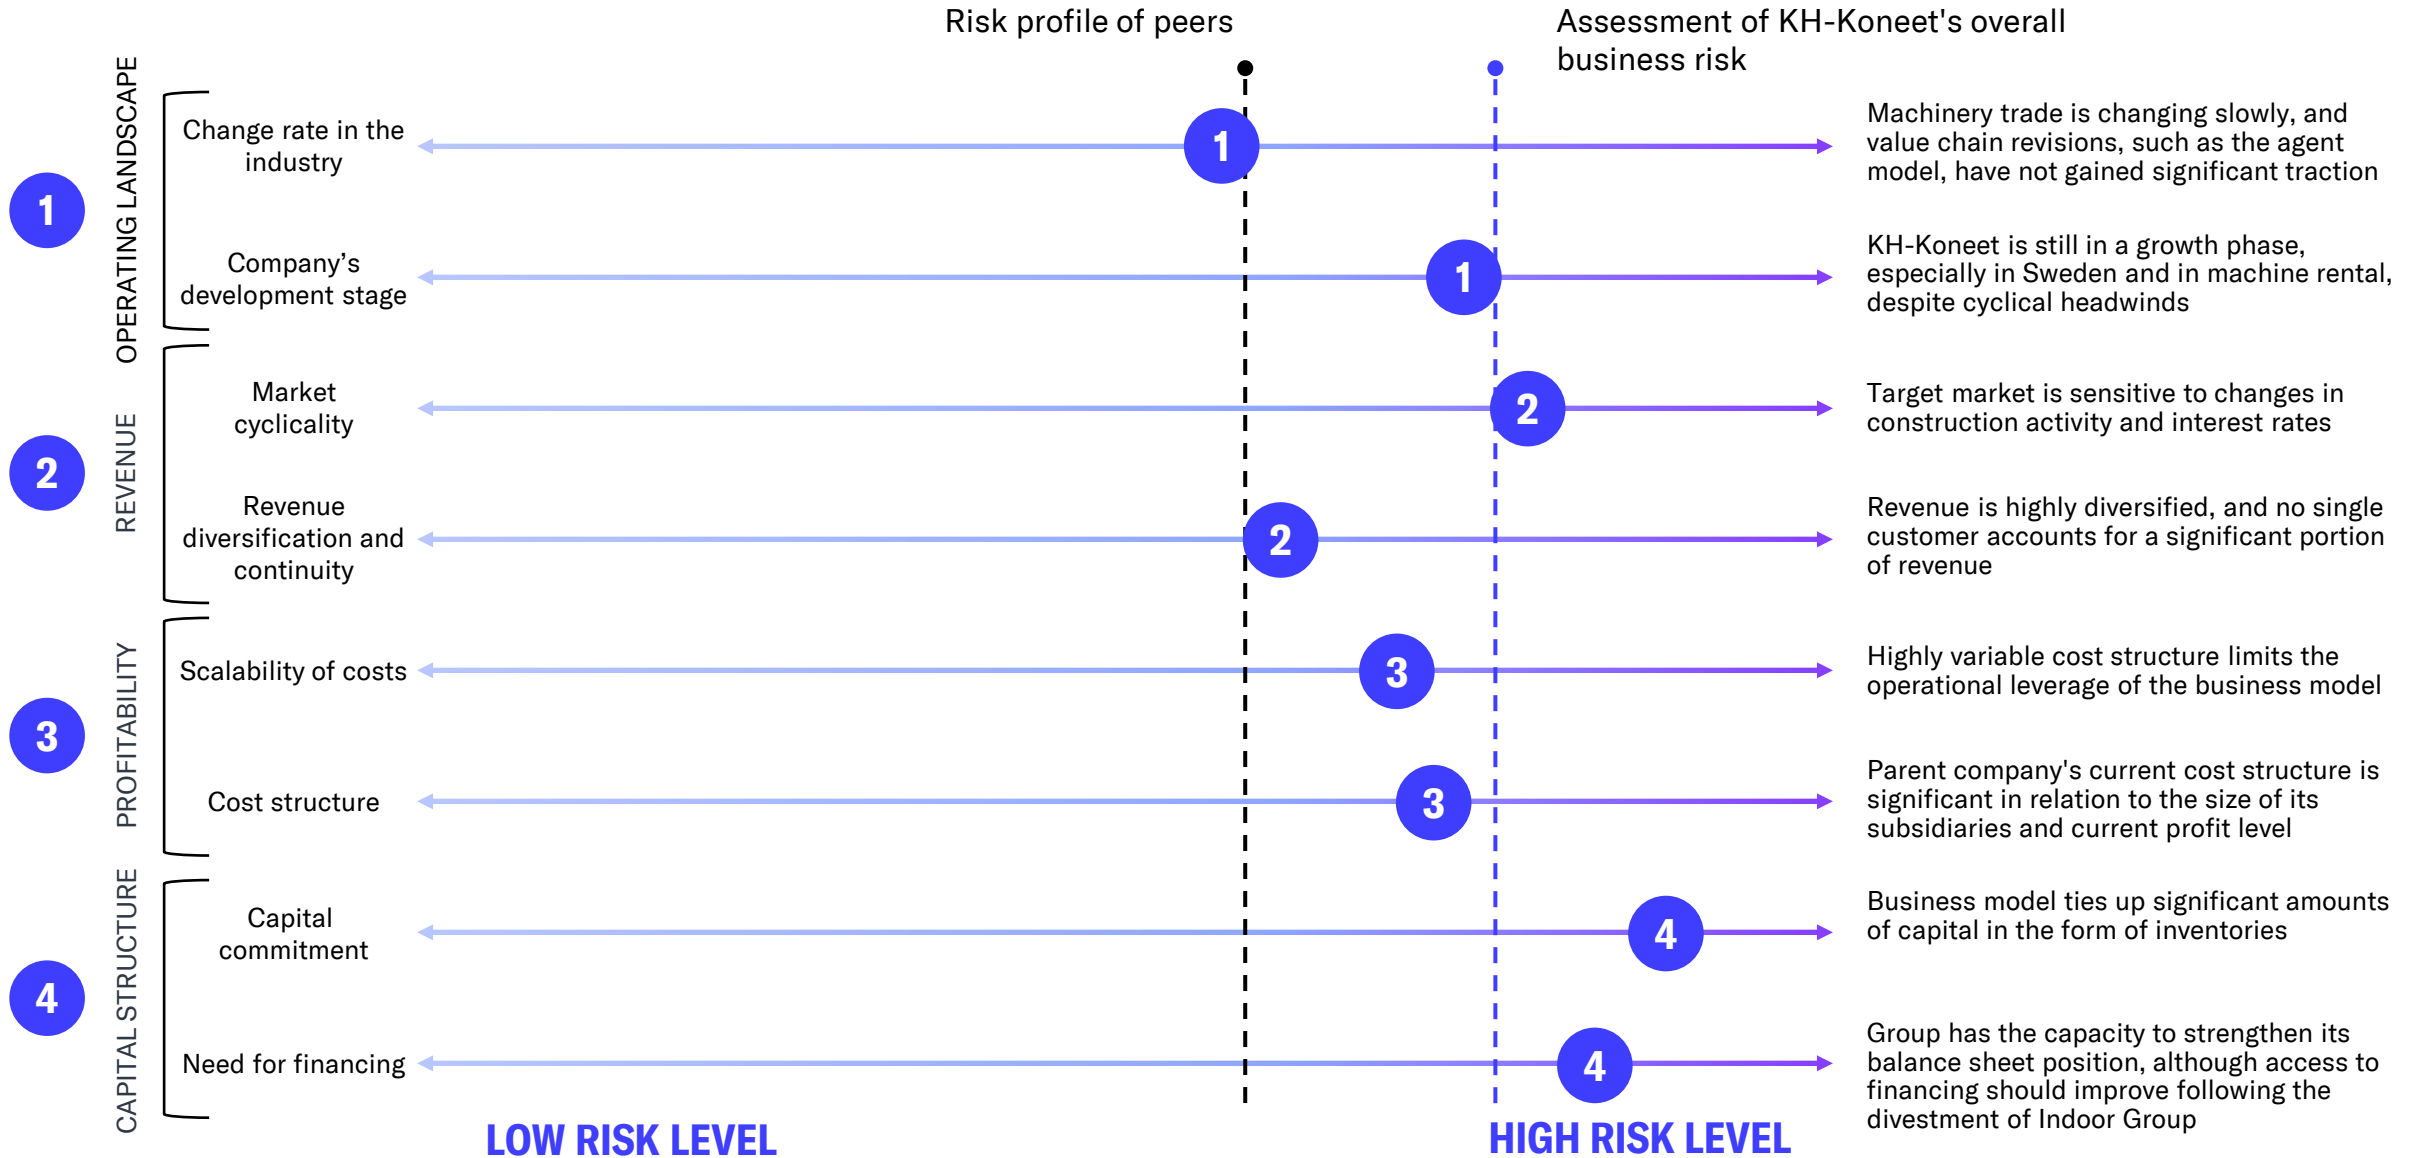 Risk profile of peers
Assessment of KH-Koneet's overall
business risk
1
OPERATING LANDSCAPE
Change rate in the
industry
1
Machinery trade is changing slowly, and
value chain revisions, such as the agent
model, have not gained significant traction
Company's
development stage
1
KH-Koneet is still in a growth phase,
especially in Sweden and in machine rental,
despite cyclical headwinds
2
REVENUE
Market
cyclicality
2
Target market is sensitive to changes in
construction activity and interest rates
Revenue
diversification and
continuity
2
Revenue is highly diversified, and no single
customer accounts for a significant portion
of revenue
3
PROFITABILITY
Scalability of costs
3
Highly variable cost structure limits the
operational leverage of the business model
Cost structure
3
Parent company's current cost structure is
significant in relation to the size of its
subsidiaries and current profit level
4
CAPITAL STRUCTURE
Capital
commitment
4
Business model ties up significant amounts
of capital in the form of inventories
Need for financing
4
Group has the capacity to strengthen its
balance sheet position, although access to
financing should improve following the
divestment of Indoor Group
LOW RISK LEVEL
HIGH RISK LEVEL